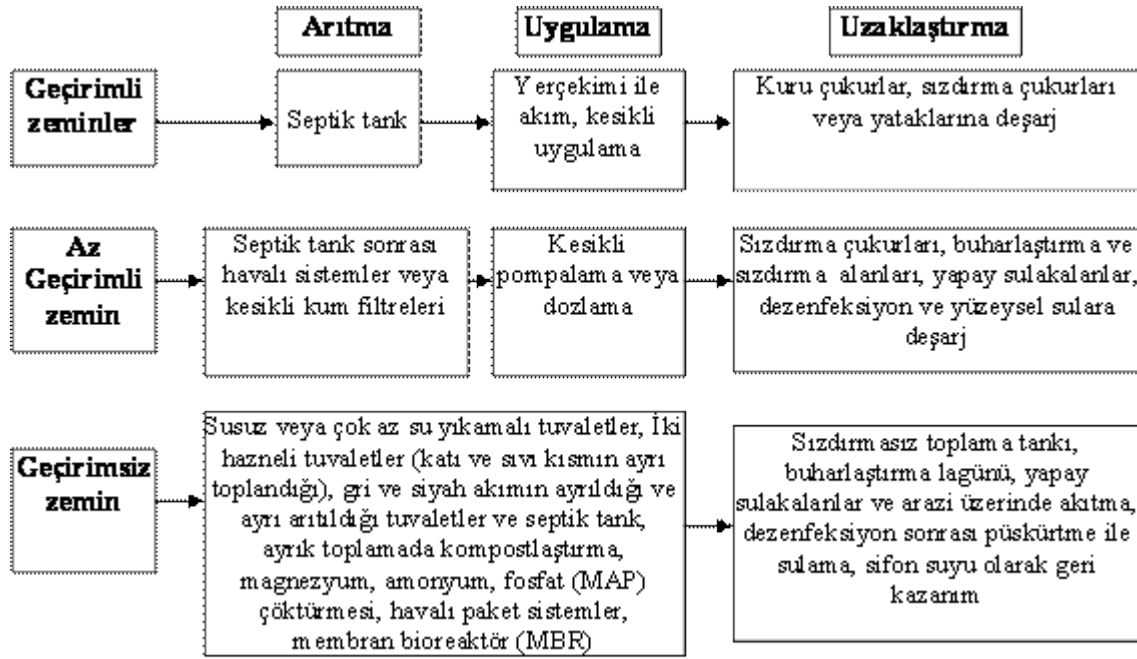 Arıtma
Uygulama
Uzaklaştırma
Geçirimli
zeminler
Septik tank
Yerçekimi ile
akım, kesikli
uygulama
Kuru çukurlar, sızdırma çukurları
veya yataklarına deşarj
Az
Geçirimli
zemin
Septik tank sonrası
havalı sistemler veya
kesikli kum filtreleri
Kesikli
pompalama veya
dozlama
Sızdırma çukurları, buharlaştırma ve
sızdırma alanları, yapay sulakalanlar,
dezenfeksiyon ve yüzeysel sulara
deşarj
Geçirimsiz
zemin
Susuz veya çok az su yıkamalı tuvaletler, İki
hazneli tuvaletler (katı ve sıvı kısmın ayrı
toplandığı), gri ve siyah akımın ayrıldığı ve
ayrı arıtıldığı tuvaletler ve septik tank,
ayrık toplamada kompostlaştırma,
magnezyum, amonyum, fosfat (MAP)
çöktürmesi, havalı paket sistemler,
membran bioreaktör (MBR)
Sızdırmasız toplama tankı,
buharlaştırma lagünü, yapay
sulakalanlar ve arazi üzerinde akıtma,
dezenfeksiyon sonrası püskürtme ile
sulama, sifon suyu olarak geri
kazanım